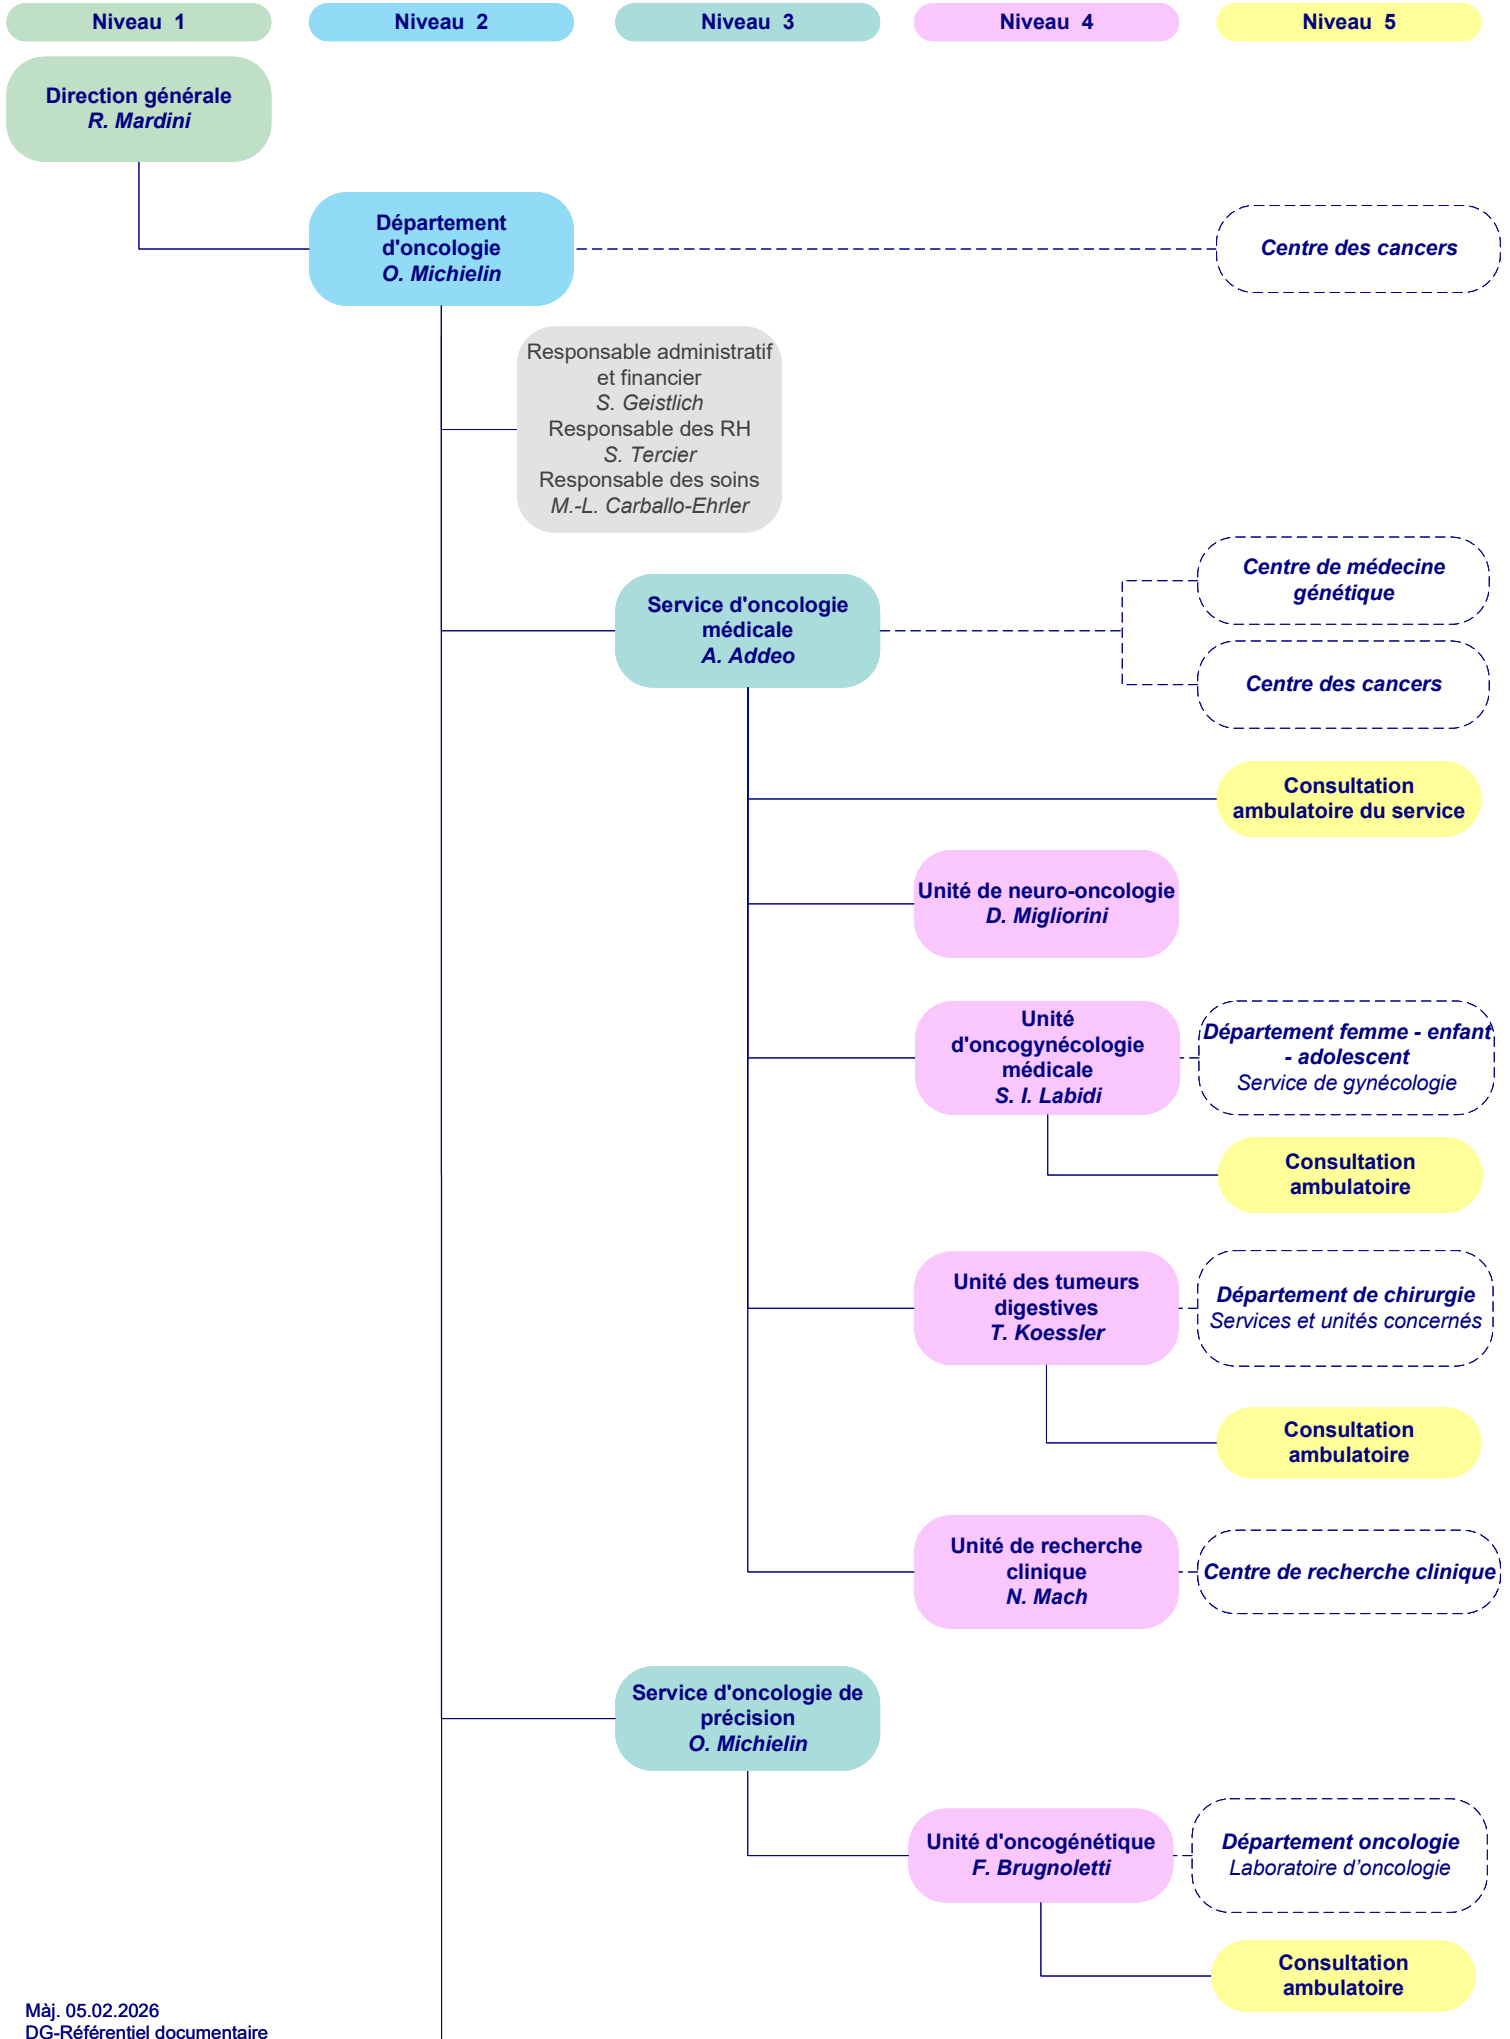 Niveau 1
Niveau 2
Niveau 3
Niveau 4
Niveau 5
Direction générale
R. Mardini
Département
d'oncologie
O. Michielin
Centre des cancers
Responsable administratif
et financier
S. Geistlich
Responsable des RH
S. Tercier
Responsable des soins
M.-L. Carballo-Ehrler
Service d'oncologie
médicale
A. Addeo
Centre de médecine
génétique
Centre des cancers
Consultation
ambulatoire du service
Unité de neuro-oncologie
D. Migliorini
Unité
d'oncogynécologie
médicale
S. I. Labidi
Département femme - enfant
- adolescent
Service de gynécologie
Consultation
ambulatoire
Unité des tumeurs
digestives
T. Koessler
Département de chirurgie
Services et unités concernés
Consultation
ambulatoire
Unité de recherche
clinique
N. Mach
Centre de recherche clinique
Service d'oncologie de
précision
O. Michielin
Unité d'oncogénétique
F. Brugnoletti
Département oncologie
Laboratoire d’oncologie
Consultation
ambulatoire
Màj. 05.02.2026
DG-Référentiel documentaire